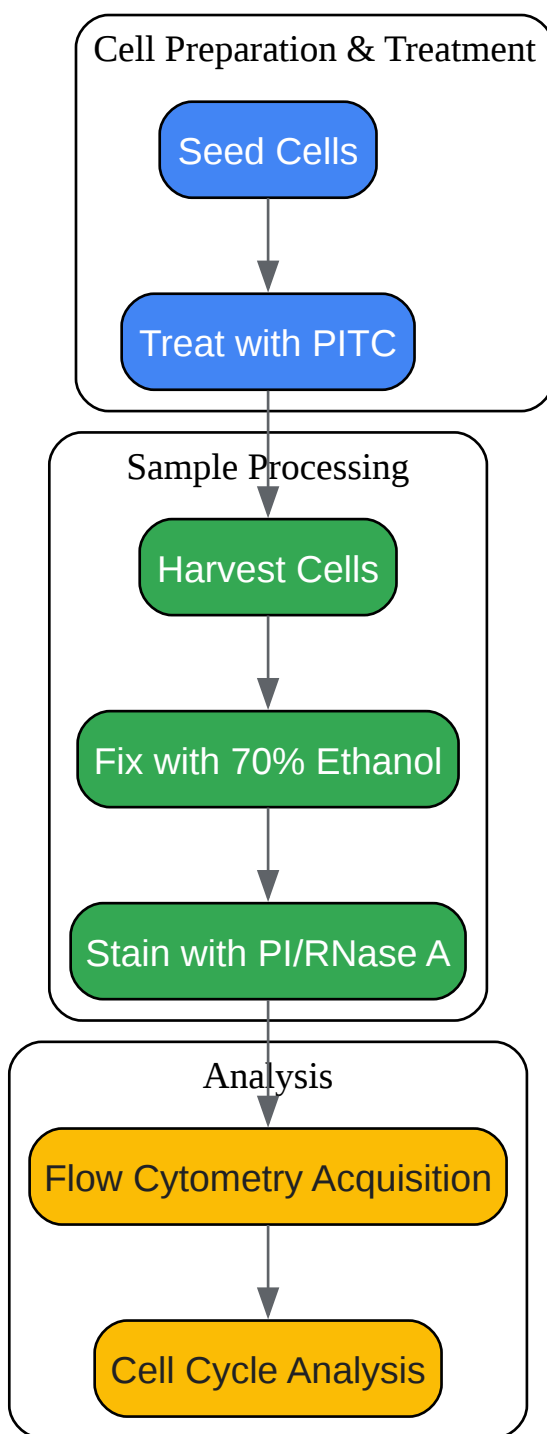 Cell Preparation & Treatment
Seed Cells
Treat with PITC
Sample Processing
Harvest Cells
Fix with 70% Ethanol
Stain with PI/RNase A
Analysis
Flow Cytometry Acquisition
Cell Cycle Analysis